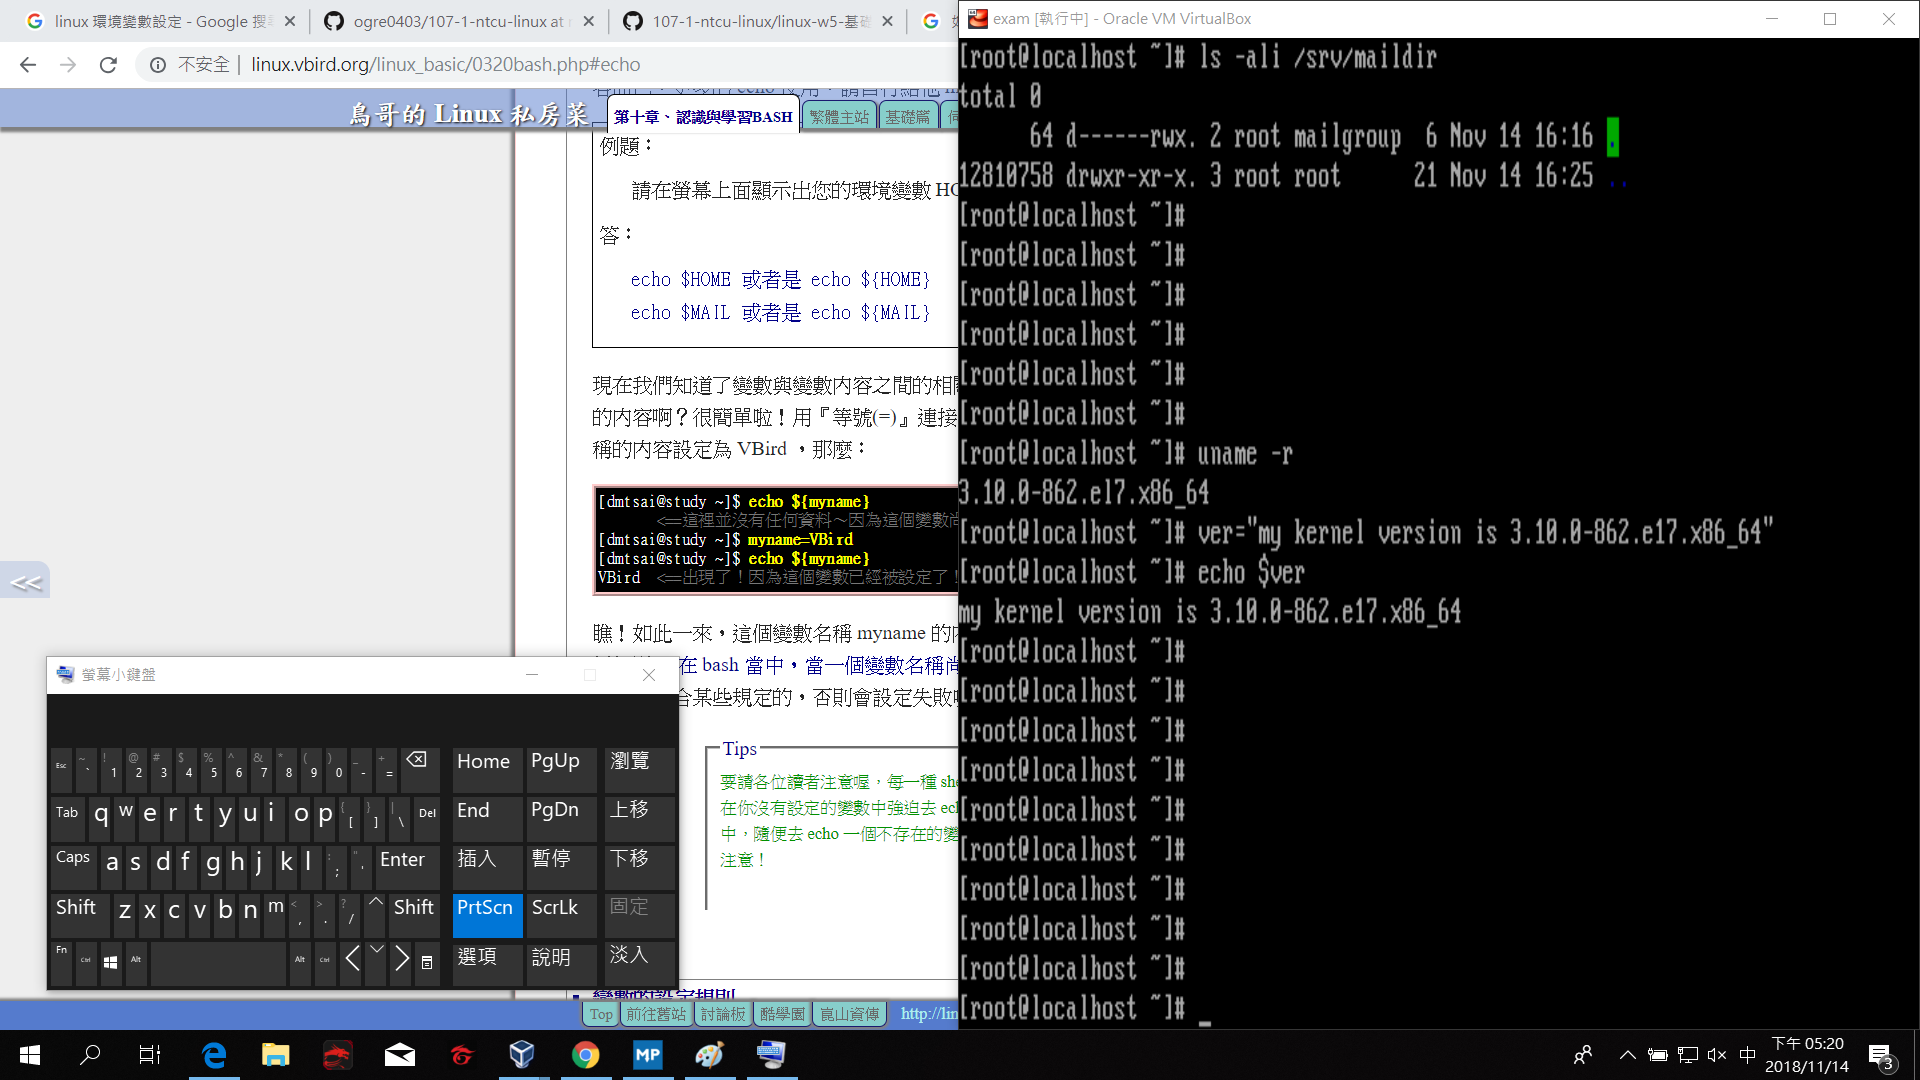 linux 環境變數設定 - Google 搜尋
ogre0403/107-1-ntcu-linux at
107-1-ntcu-linux/linux-w5-基礎
不安全 | linux.vbird.org/linux_basic/0320bash.php#echo
鳥哥的 Linux 私房菜
第十章、認識與學習BASH
繁體主站
基礎篇
例題：
請在螢幕上面顯示出您的環境變數 HO
答：
echo $HOME 或者是 echo ${HOME}
echo $MAIL 或者是 echo ${MAIL}
現在我們知道了變數與變數內容之間的相關
的內容啊？很簡單啦！用『等號(=)』連接
稱的內容設定為 VBird ，那麼：
[dmtsai@study ~]$ echo ${myname}
<==這裡並沒有任何資料～因為這個變數尚
[dmtsai@study ~]$ myname=VBird
[dmtsai@study ~]$ echo ${myname}
VBird <==出現了！因為這個變數已經被設定了！
瞧！如此一來，這個變數名稱 myname 的內
在 bash 當中，當一個變數名稱尚
合某些規定的，否則會設定失敗
Tips
要請各位讀者注意喔，每一種 she
在你沒有設定的變數中強迫去 ech
中，隨便去 echo 一個不存在的變
注意！
變數的設定規則
Top
前往舊站
討論板
酷學園
崑山資傳
http://lin
<<
螢幕小鍵盤
Esc ~ ` ! 1 @ 2 # 3 $ 4 % 5 ^ 6 & 7 * 8 ( 9 ) 0 _ - + = Home PgUp 瀏覽
Tab q w e r t y u i o p { [ } ] | \ Del End PgDn 上移
Caps a s d f g h j k l : ; " ' Enter 插入 暫停 下移
Shift z x c v b n m < , > . ? / ^ Shift PrtScn ScrLk 固定
Fn Ctrl Alt Alt Ctrl 選項 說明 淡入
exam [執行中] - Oracle VM VirtualBox
[root@localhost ~]# ls -ali /srv/maildir
total 0
64 d------rwx. 2 root mailgroup 6 Nov 14 16:16 .
12810758 drwxr-xr-x. 3 root root 21 Nov 14 16:25 ..
[root@localhost ~]#
[root@localhost ~]#
[root@localhost ~]#
[root@localhost ~]#
[root@localhost ~]#
[root@localhost ~]#
[root@localhost ~]# uname -r
3.10.0-862.el7.x86_64
[root@localhost ~]# ver="my kernel version is 3.10.0-862.e17.x86_64"
[root@localhost ~]# echo $ver
my kernel version is 3.10.0-862.e17.x86_64
[root@localhost ~]#
[root@localhost ~]#
[root@localhost ~]#
[root@localhost ~]#
[root@localhost ~]#
[root@localhost ~]#
[root@localhost ~]#
[root@localhost ~]#
[root@localhost ~]#
[root@localhost ~]# _
MP
中
下午 05:20
2018/11/14
3